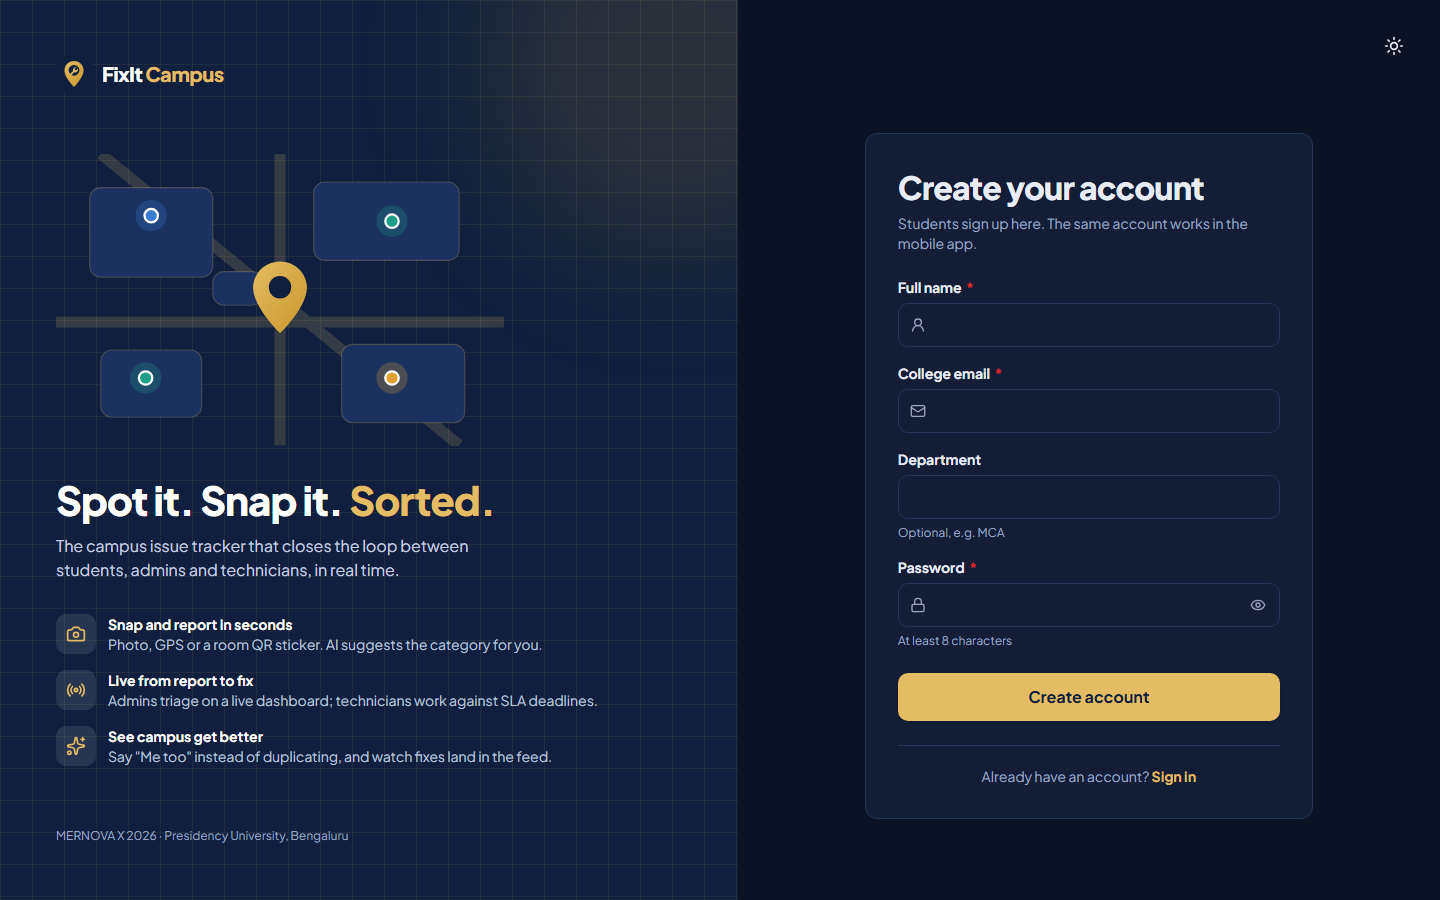 FixIt Campus
Spot it. Snap it. Sorted.
The campus issue tracker that closes the loop between
students, admins and technicians, in real time.
Snap and report in seconds
Photo, GPS or a room QR sticker. AI suggests the category for you.
Live from report to fix
Admins triage on a live dashboard; technicians work against SLA deadlines.
See campus get better
Say "Me too" instead of duplicating, and watch fixes land in the feed.
MERNOVA X 2026 · Presidency University, Bengaluru
Create your account
Students sign up here. The same account works in the
mobile app.
Full name *
College email *
Department
Optional, e.g. MCA
Password *
At least 8 characters
Create account
Already have an account? Sign in